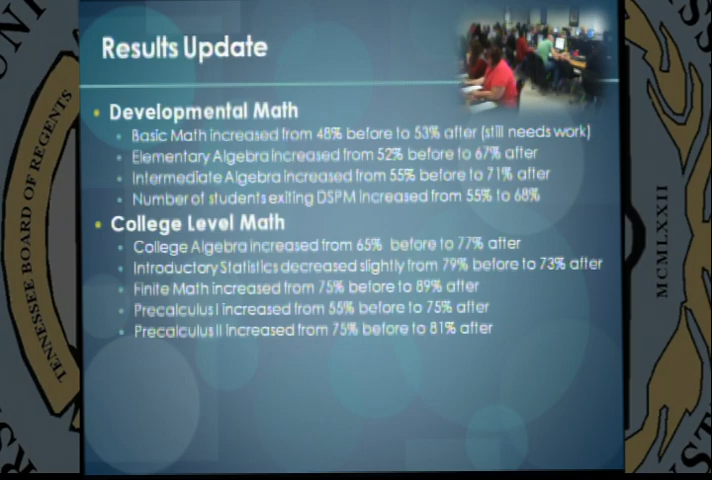 Results Update
Developmental Math
Basic Math increased from 48% before to 53% after (still needs work)
Elementary Algebra increased from 52% before to 67% after
Intermediate Algebra increased from 55% before to 71% after
Number of students exiting DSPM increased from 55% to 68%
College Level Math
College Algebra increased from 65% before to 77% after
Introductory Statistics decreased slightly from 79% before to 73% after
Finite Math increased from 75% before to 89% after
Precalculus I increased from 55% before to 75% after
Precalculus II increased from 75% before to 81% after
TENNESSEE BOARD OF REGENTS
MCMLXXII